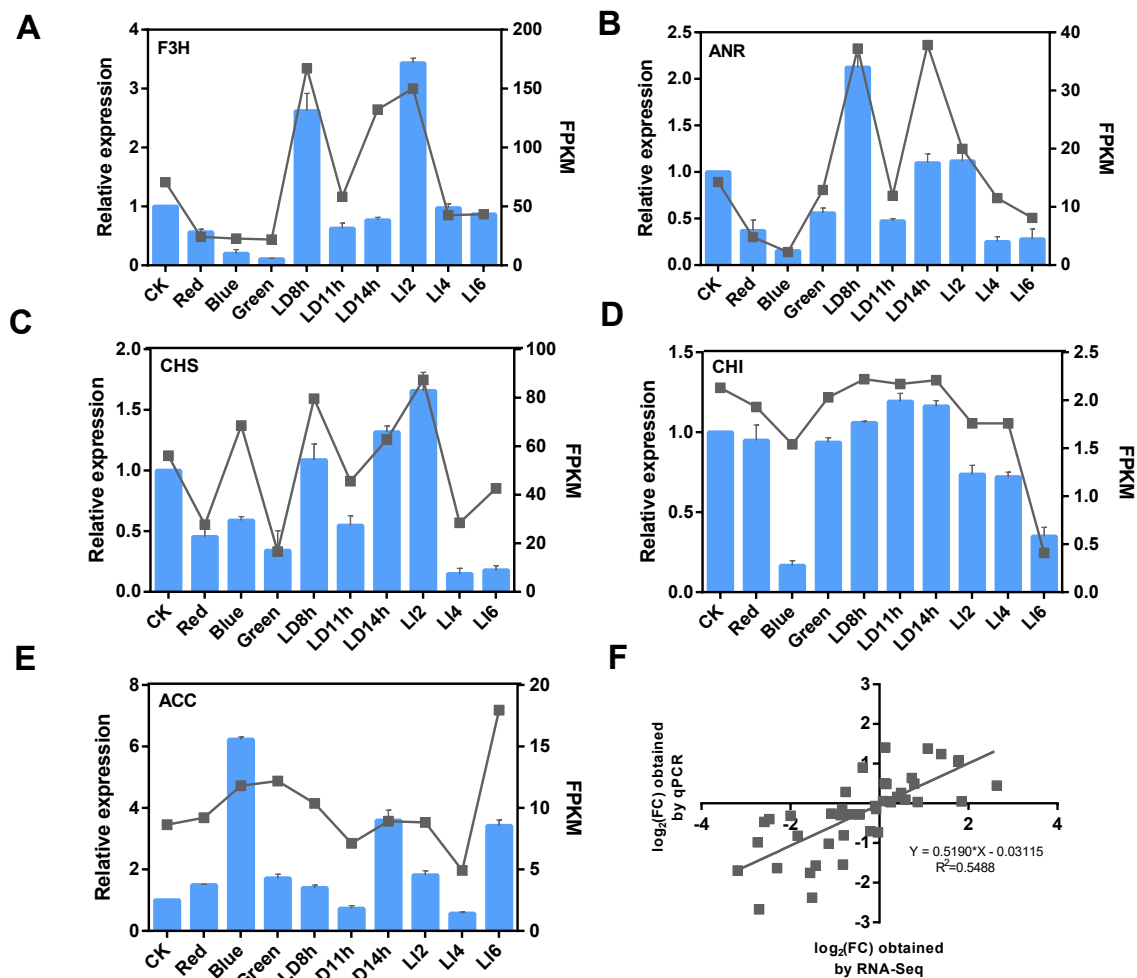 A
F3H
Relative expression
4
3
2
1
0
200
150
100
50
0
FPKM
CK Red Blue Green LD8h LD11h LD14h LI2 LI4 LI6
B
ANR
Relative expression
2.5
2.0
1.5
1.0
0.5
0.0
40
30
20
10
0
FPKM
CK Red Blue Green LD8h LD11h LD14h LI2 LI4 LI6
C
CHS
Relative expression
2.0
1.5
1.0
0.5
0.0
100
80
60
40
20
0
FPKM
CK Red Blue Green LD8h LD11h LD14h LI2 LI4 LI6
D
CHI
Relative expression
1.5
1.0
0.5
0.0
2.5
2.0
1.5
1.0
0.5
0.0
FPKM
CK Red Blue Green LD8h LD11h LD14h LI2 LI4 LI6
E
ACC
Relative expression
8
6
4
2
0
20
15
10
5
0
FPKM
CK Red Blue Green LD8h LD11h LD14h LI2 LI4 LI6
F
log2(FC) obtained
by qPCR
3
2
1
-1
-2
-3
-4 -2 2 4
Y = 0.5190*X - 0.03115
R²=0.5488
log2(FC) obtained
by RNA-Seq